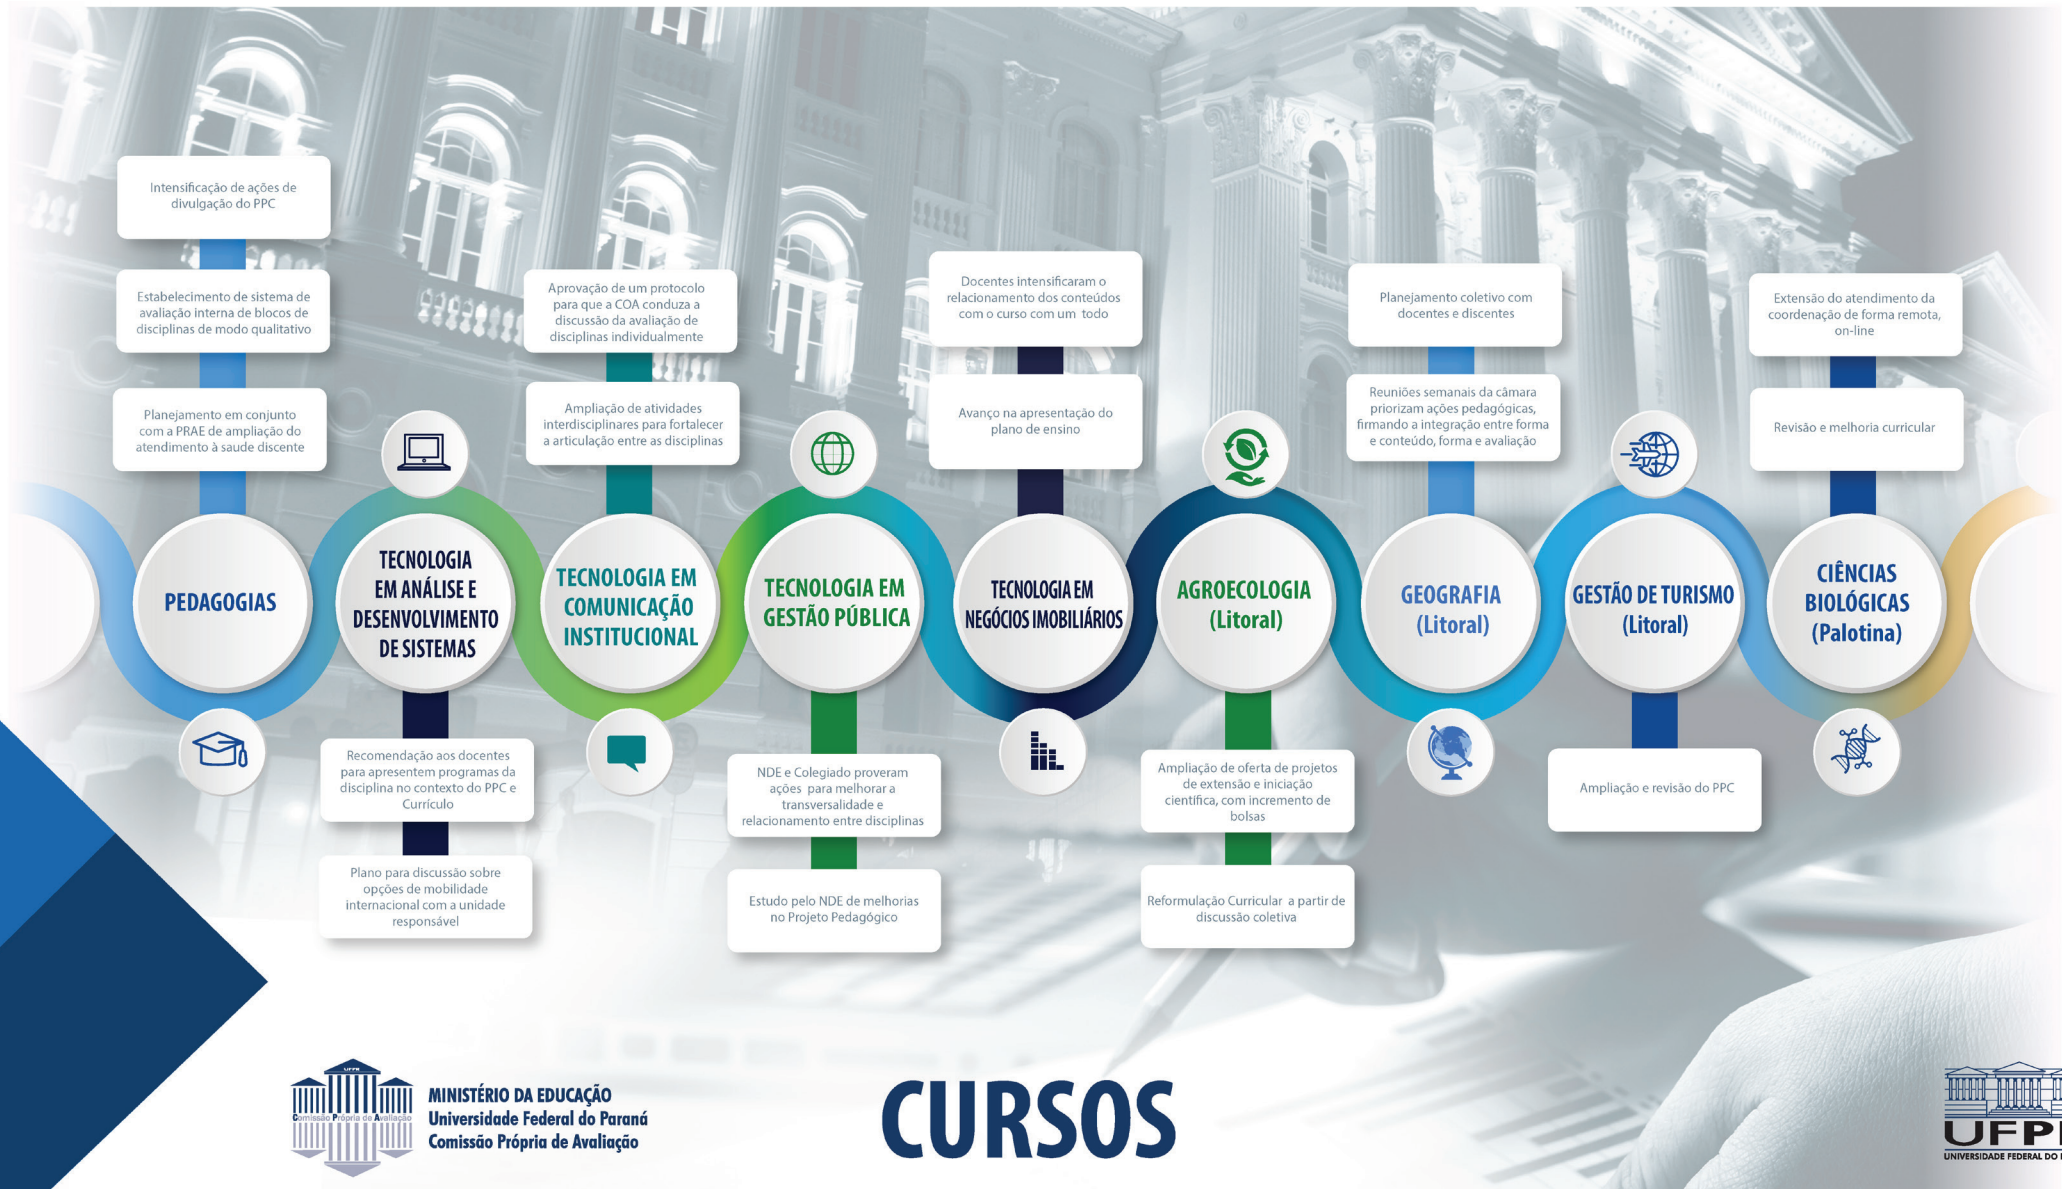 Intensificação de ações de
divulgação do PPC
Estabelecimento de sistema de
avaliação interna de blocos de
disciplinas de modo qualitativo
Planejamento em conjunto
com a PRAE de ampliação do
atendimento à saude discente
PEDAGOGIAS
TECNOLOGIA
EM ANÁLISE E
DESENVOLVIMENTO
DE SISTEMAS
Recomendação aos docentes
para apresentem programas da
disciplina no contexto do PPC e
Currículo
Plano para discussão sobre
opções de mobilidade
internacional com a unidade
responsável
Aprovação de um protocolo
para que a COA conduza a
discussão da avaliação de
disciplinas individualmente
Ampliação de atividades
interdisciplinares para fortalecer
a articulação entre as disciplinas
TECNOLOGIA EM
COMUNICAÇÃO
INSTITUCIONAL
TECNOLOGIA EM
GESTÃO PÚBLICA
NDE e Colegiado proveram
ações para melhorar a
transversalidade e
relacionamento entre disciplinas
Estudo pelo NDE de melhorias
no Projeto Pedagógico
Docentes intensificaram o
relacionamento dos conteúdos
com o curso com um todo
Avanço na apresentação do
plano de ensino
TECNOLOGIA EM
NEGÓCIOS IMOBILIÁRIOS
AGROECOLOGIA
(Litoral)
Ampliação de oferta de projetos
de extensão e iniciação
científica, com incremento de
bolsas
Reformulação Curricular a partir de
discussão coletiva
Planejamento coletivo com
docentes e discentes
Reuniões semanais da câmara
priorizam ações pedagógicas,
firmando a integração entre forma
e conteúdo, forma e avaliação
GEOGRAFIA
(Litoral)
GESTÃO DE TURISMO
(Litoral)
Ampliação e revisão do PPC
Extensão do atendimento da
coordenação de forma remota,
on-line
Revisão e melhoria curricular
CIÊNCIAS
BIOLÓGICAS
(Palotina)
UFPR
Comissão Própria de Avaliação
MINISTÉRIO DA EDUCAÇÃO
Universidade Federal do Paraná
Comissão Própria de Avaliação
CURSOS
UFP
UNIVERSIDADE FEDERAL DO